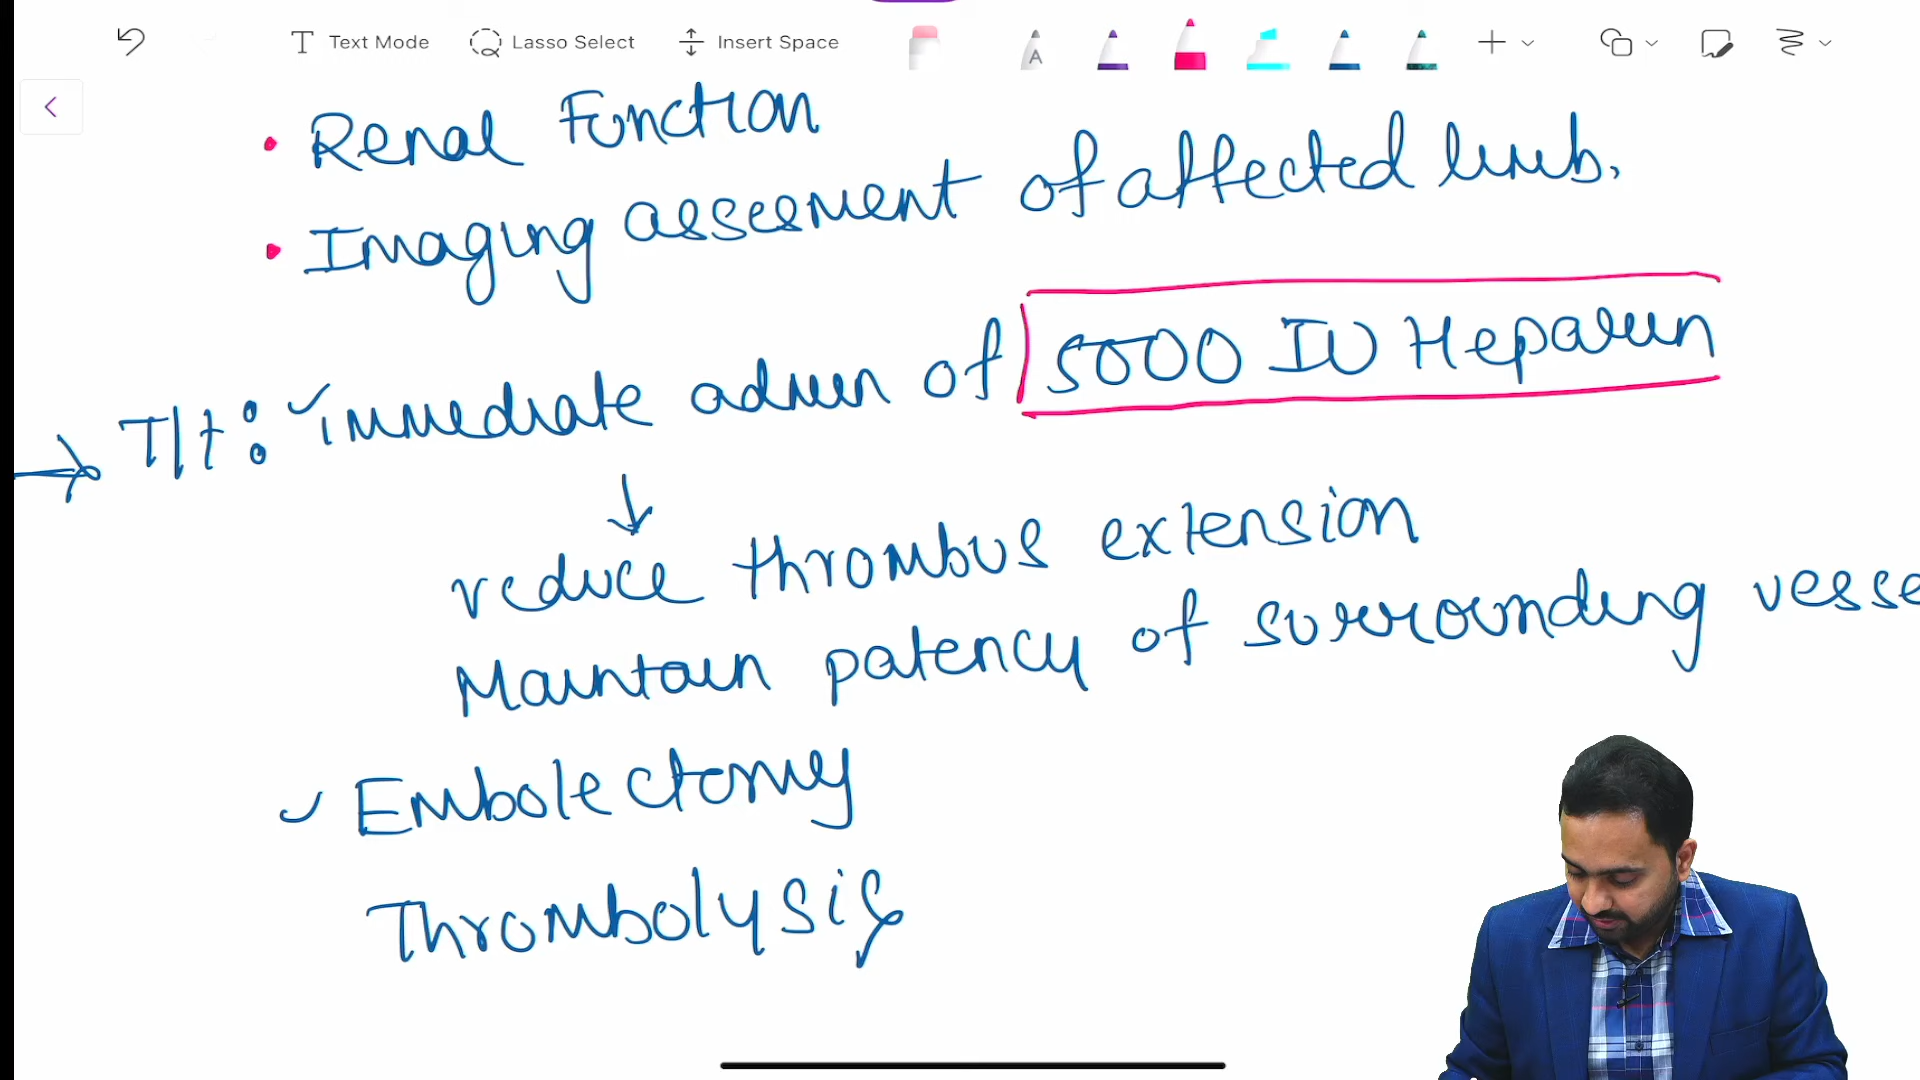 Text Mode Lasso Select Insert Space
A
• Renal Function
• Imaging assesment of affected limb.
→ T/t: ✓immediate admin of 5000 IU Heparin
↓
reduce thrombus extension
Maintain patency of surrounding vesse
✓ Embolectomy
Thrombolysis